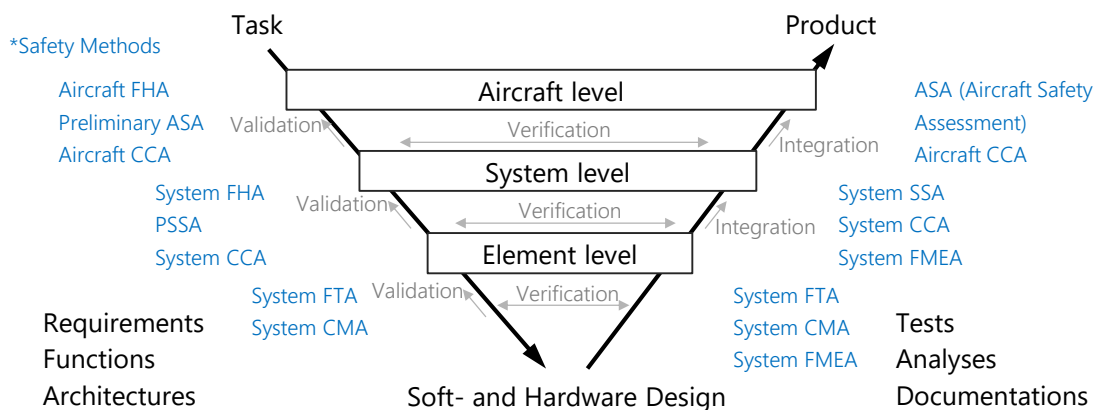 Task
Product
*Safety Methods
Aircraft FHA
Preliminary ASA
Aircraft CCA
Aircraft level
ASA (Aircraft Safety
Assessment)
Aircraft CCA
Validation
Verification
Integration
System level
System FHA
PSSA
System CCA
System SSA
System CCA
System FMEA
Validation
Verification
Integration
Element level
System FTA
System CMA
Validation
Verification
System FTA
System CMA
System FMEA
Requirements
Functions
Architectures
Soft- and Hardware Design
Tests
Analyses
Documentations